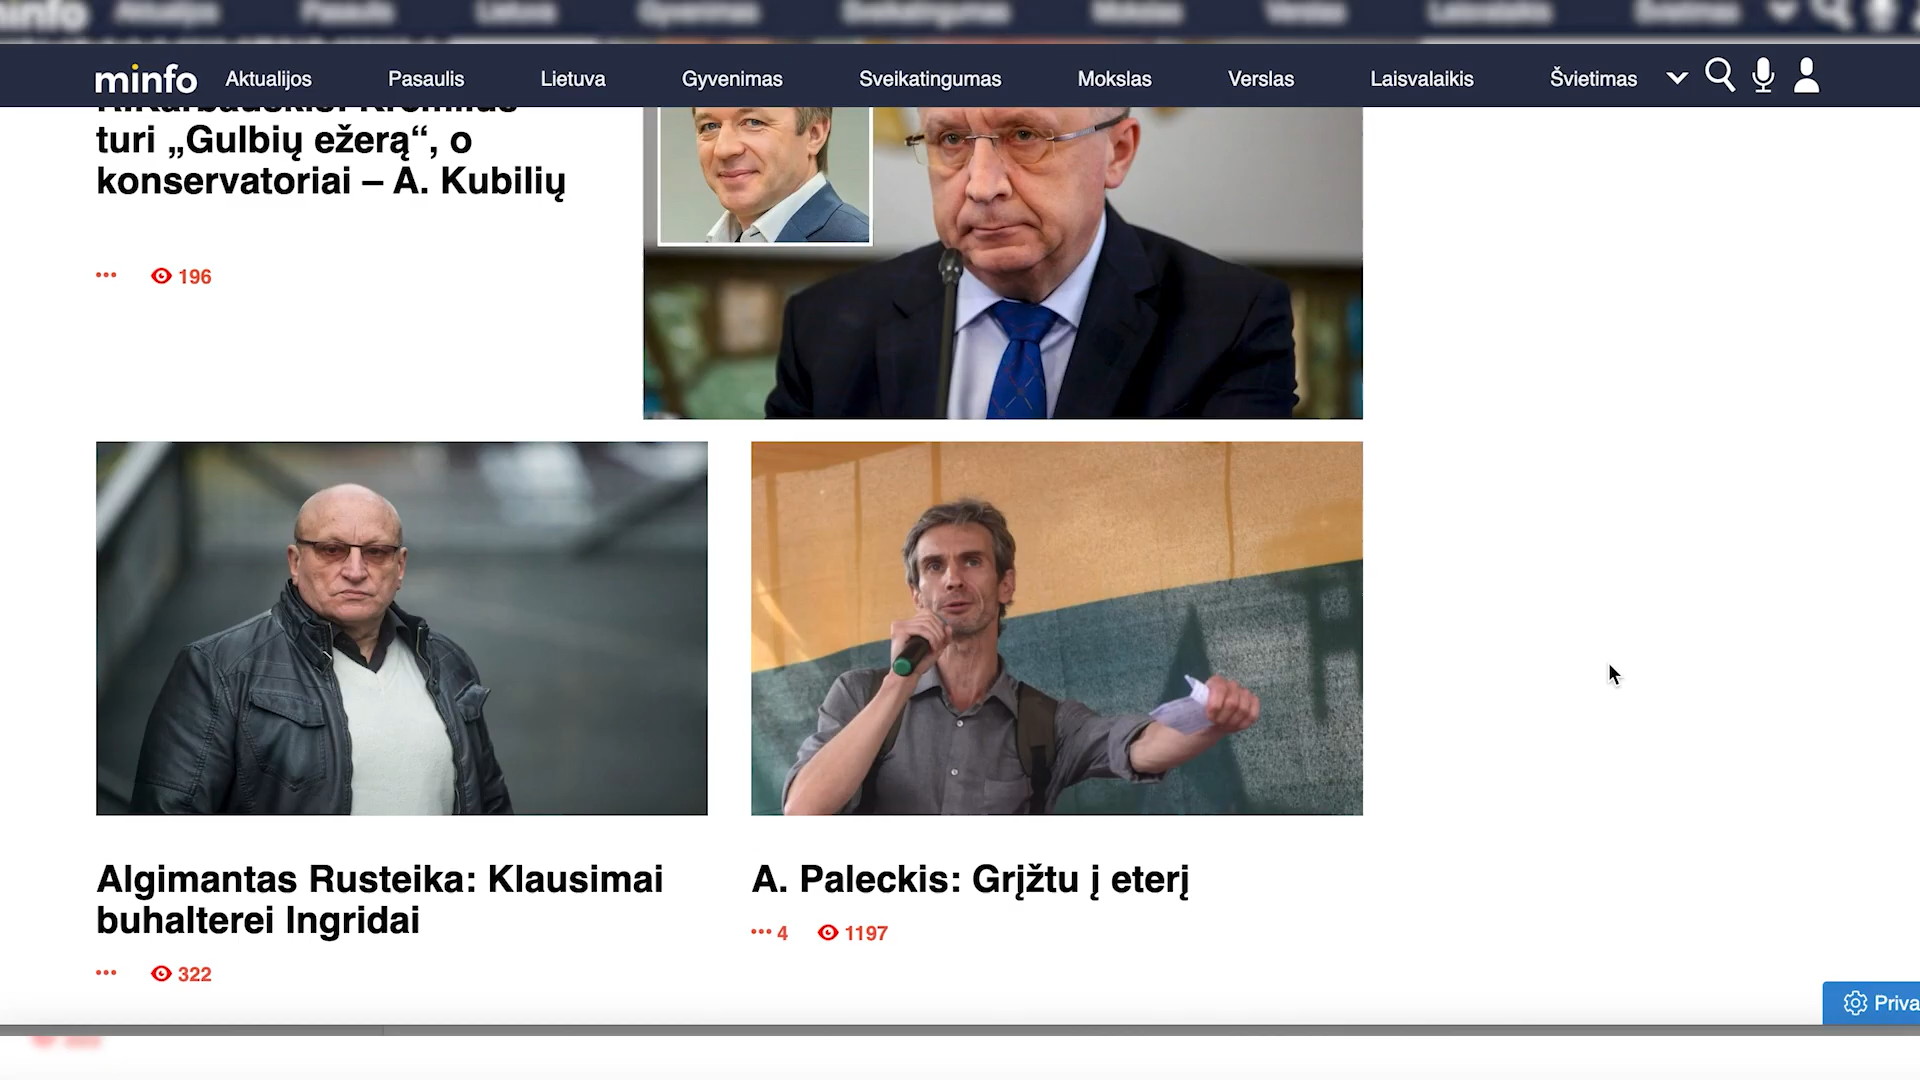 minfo
Aktualijos
Pasaulis
Lietuva
Gyvenimas
Sveikatingumas
Mokslas
Verslas
Laisvalaikis
Švietimas
turi „Gulbių ežerą“, o
konservatoriai – A. Kubilių
196
Algimantas Rusteika: Klausimai
buhalterei Ingridai
322
A. Paleckis: Grįžtu į eterį
4
1197
Priva